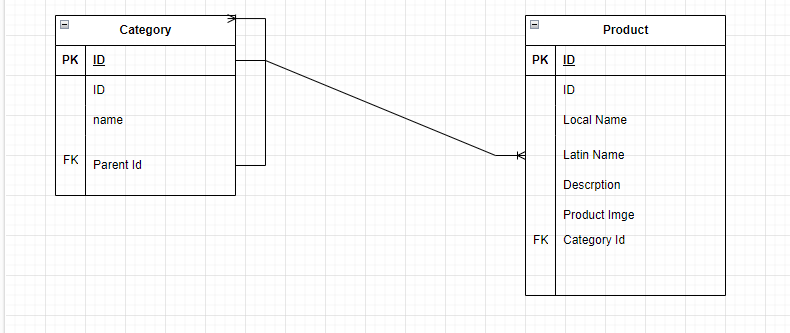 Category
PK ID
ID
name
FK Parent Id
Product
PK ID
ID
Local Name
Latin Name
Descrption
Product Imge
FK Category Id